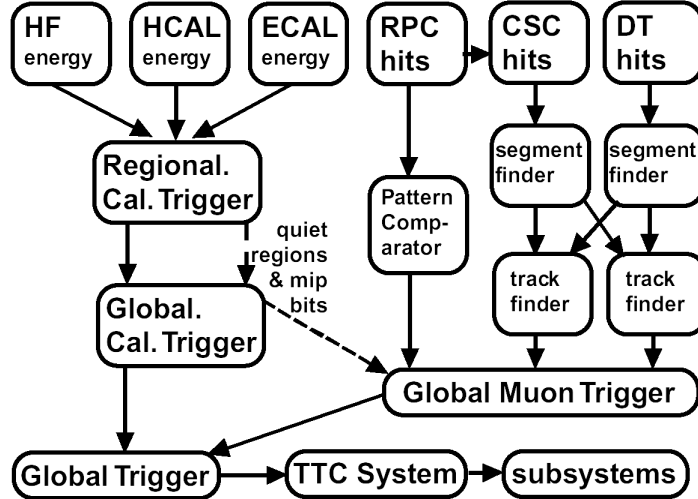 HF
energy
HCAL
energy
ECAL
energy
RPC
hits
CSC
hits
DT
hits
segment
finder
segment
finder
Regional.
Cal. Trigger
Pattern
Comp-
arator
quiet
regions
& mip
bits
track
finder
track
finder
Global.
Cal. Trigger
Global Muon Trigger
Global Trigger
TTC System
subsystems